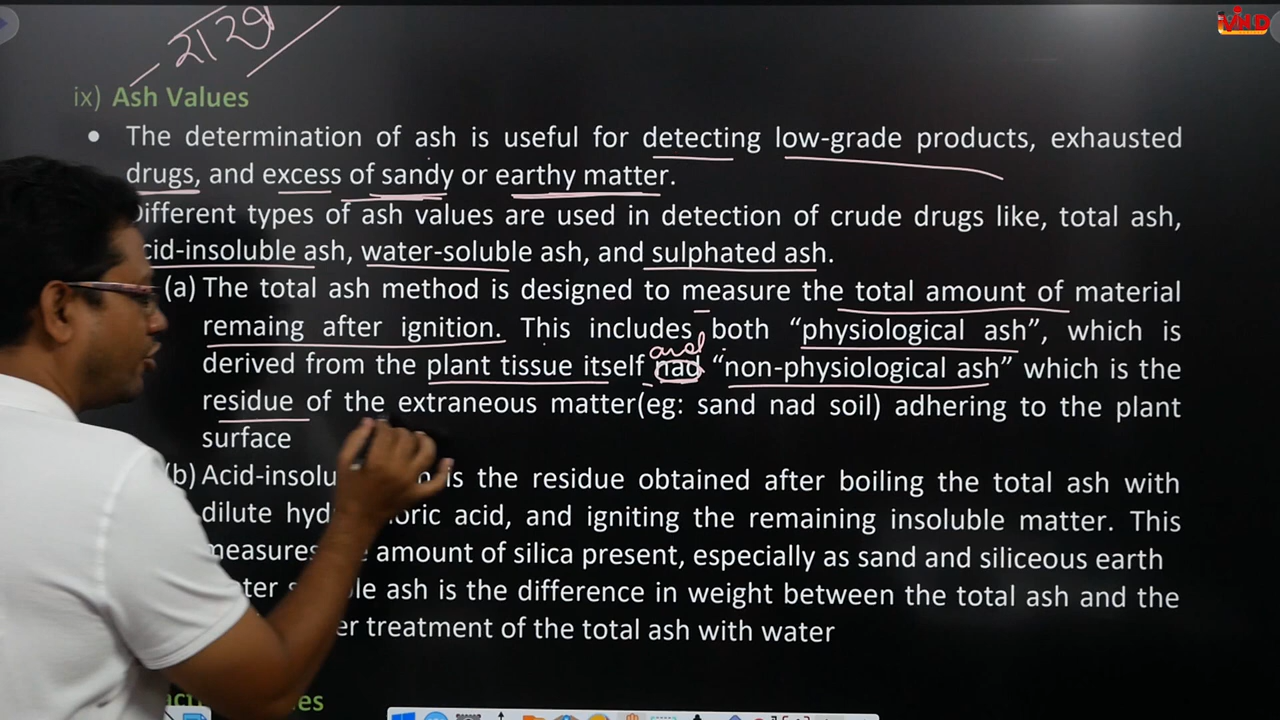 ix) Ash Values
• The determination of ash is useful for detecting low-grade products, exhausted
drugs, and excess of sandy or earthy matter.
Different types of ash values are used in detection of crude drugs like, total ash,
cid-insoluble ash, water-soluble ash, and sulphated ash.
(a) The total ash method is designed to measure the total amount of material
remaing after ignition. This includes both “physiological ash”, which is
and
derived from the plant tissue itself nad “non-physiological ash” which is the
residue of the extraneous matter(eg: sand nad soil) adhering to the plant
surface
(b) Acid-insolu is the residue obtained after boiling the total ash with
dilute hyd oric acid, and igniting the remaining insoluble matter. This
measures amount of silica present, especially as sand and siliceous earth
ter s le ash is the difference in weight between the total ash and the
er treatment of the total ash with water